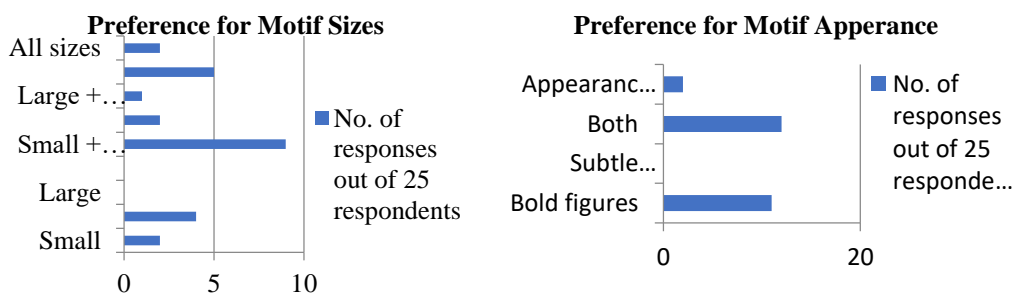 Preference for Motif Sizes
All sizes
Large +...
Small +...
Large
Small
0 5 10
No. of
responses
out of 25
respondents
Preference for Motif Apperance
Appearanc...
Both
Subtle...
Bold figures
0 20
No. of
responses
out of 25
responde...